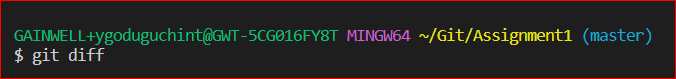 GAINWELL+ygoduguchint@GWT-5CG016FY8T MINGW64 ~/Git/Assignment1 (master)
$ git diff